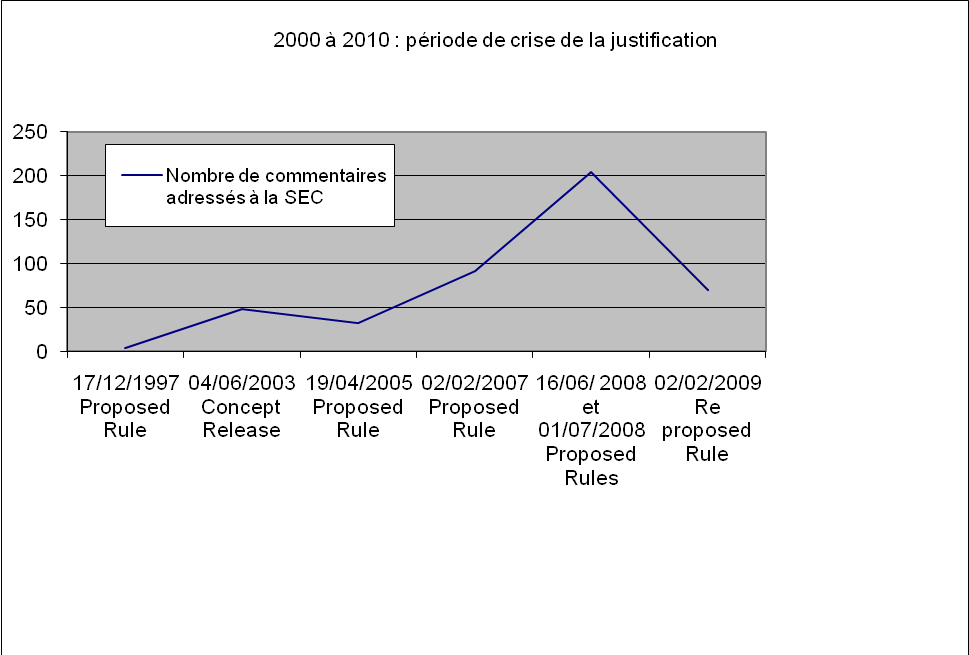 2000 à 2010 : période de crise de la justification
250
200
150
100
50
0
Nombre de commentaires
adressés à la SEC
17/12/1997
Proposed
Rule
04/06/2003
Concept
Release
19/04/2005
Proposed
Rule
02/02/2007
Proposed
Rule
16/06/ 2008
et
01/07/2008
Proposed
Rules
02/02/2009
Re
proposed
Rule